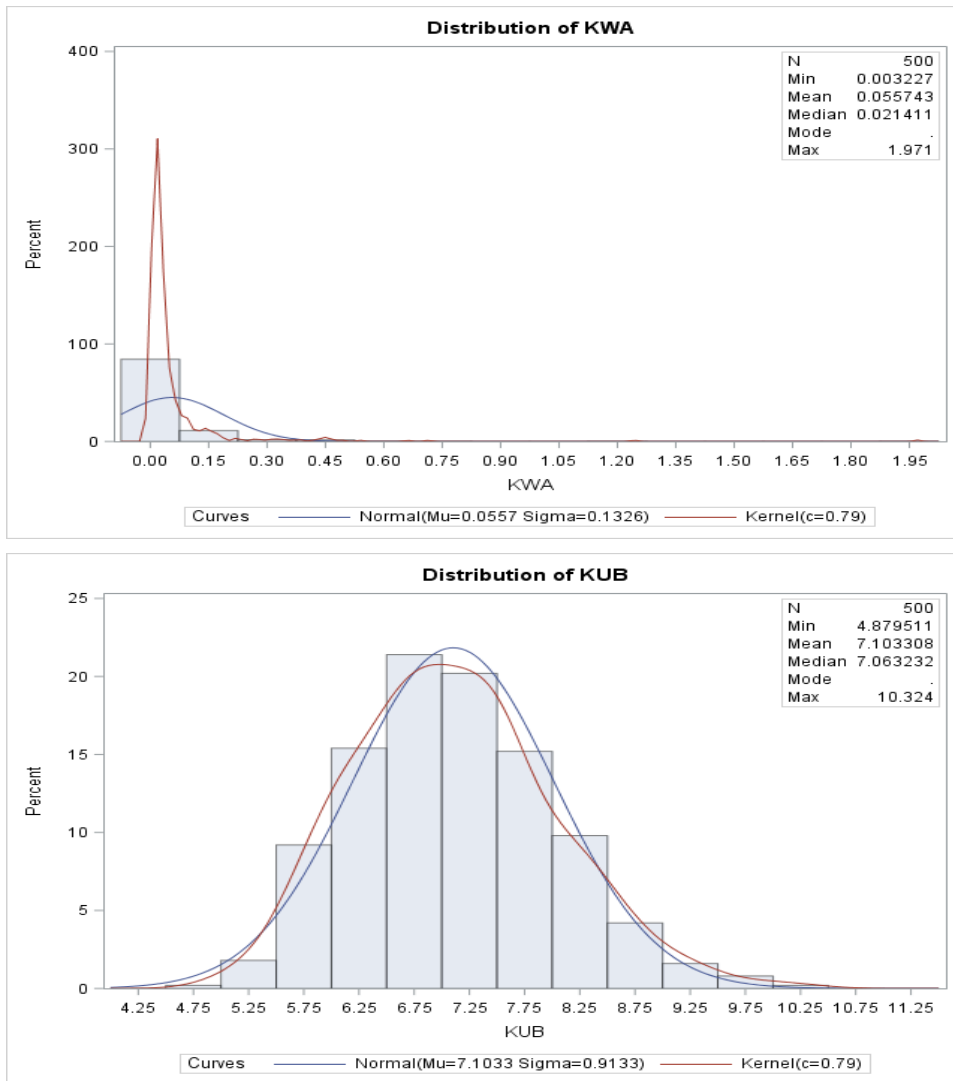 Distribution of KWA
400
300
200
100
0
Percent
N 500
Min 0.003227
Mean 0.055743
Median 0.021411
Mode .
Max 1.971
0.00 0.15 0.30 0.45 0.60 0.75 0.90 1.05 1.20 1.35 1.50 1.65 1.80 1.95
KWA
Curves Normal(Mu=0.0557 Sigma=0.1326) Kernel(c=0.79)
Distribution of KUB
25
20
15
10
5
0
Percent
N 500
Min 4.879511
Mean 7.103308
Median 7.063232
Mode .
Max 10.324
4.25 4.75 5.25 5.75 6.25 6.75 7.25 7.75 8.25 8.75 9.25 9.75 10.25 10.75 11.25
KUB
Curves Normal(Mu=7.1033 Sigma=0.9133) Kernel(c=0.79)